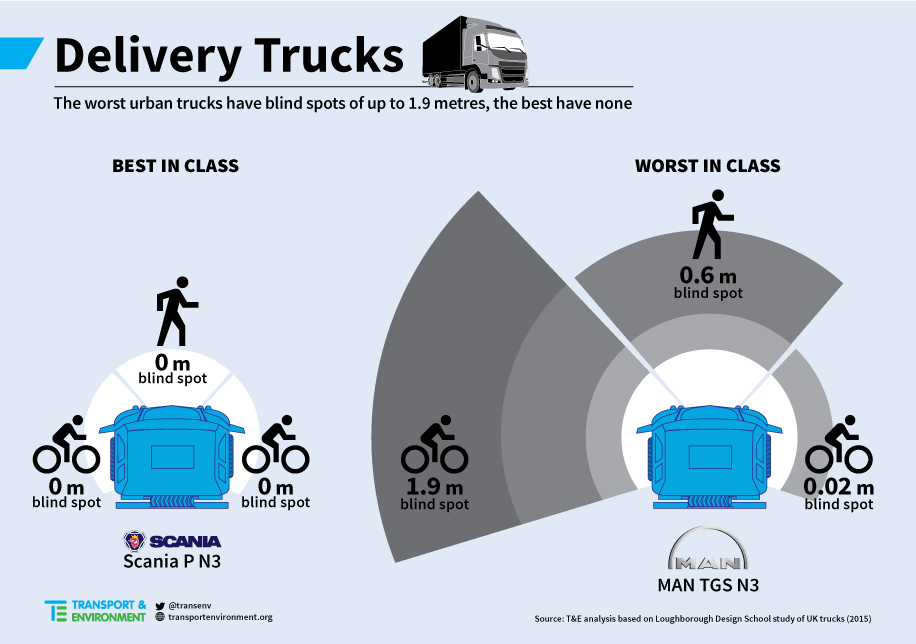 Delivery Trucks
The worst urban trucks have blind spots of up to 1.9 metres, the best have none
BEST IN CLASS
0 m
blind spot
0 m
blind spot
0 m
blind spot
SCANIA
Scania P N3
WORST IN CLASS
0.6 m
blind spot
1.9 m
blind spot
0.02 m
blind spot
MAN
MAN TGS N3
TE TRANSPORT &
ENVIRONMENT
@transenv
transportenvironment.org
Source: T&E analysis based on Loughborough Design School study of UK trucks (2015)